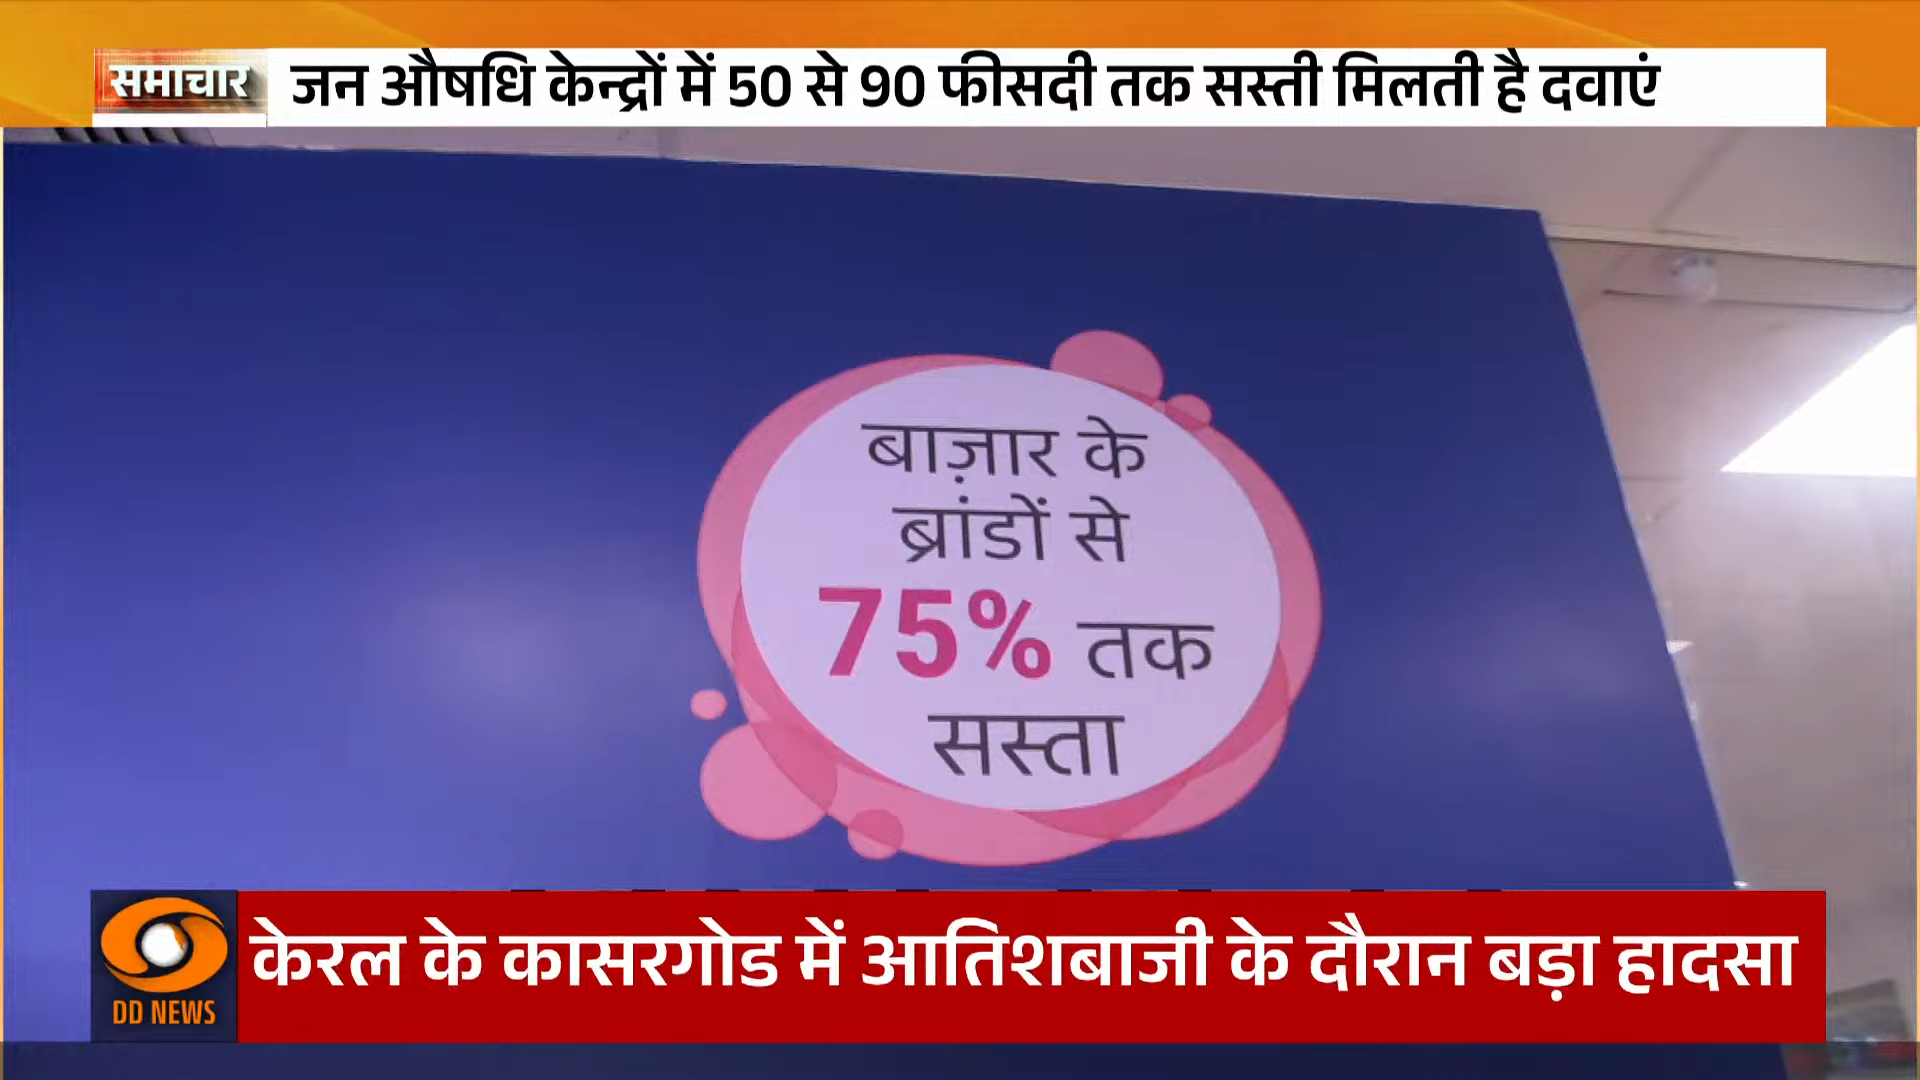 समाचार
जन औषधि केन्द्रों में 50 से 90 फीसदी तक सस्ती मिलती है दवाएं
बाज़ार के
ब्रांडों से
75% तक
सस्ता
केरल के कासरगोड में आतिशबाजी के दौरान बड़ा हादसा
DD NEWS